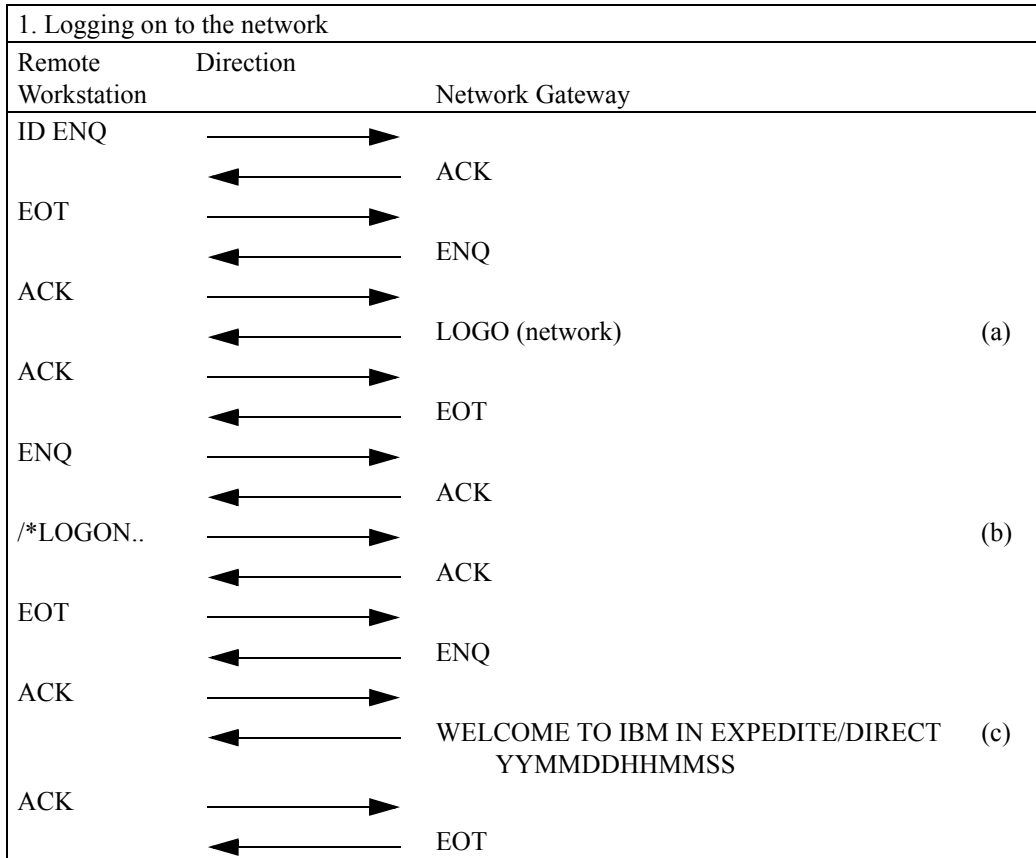 1. Logging on to the network
Remote Workstation Direction Network Gateway
ID ENQ
ACK
EOT
ENQ
ACK
LOGO (network) (a)
ACK
EOT
ENQ
ACK
/*LOGON.. (b)
ACK
EOT
ENQ
ACK
WELCOME TO IBM IN EXPEDITE/DIRECT (c)
YYMMDDHHMMSS
ACK
EOT